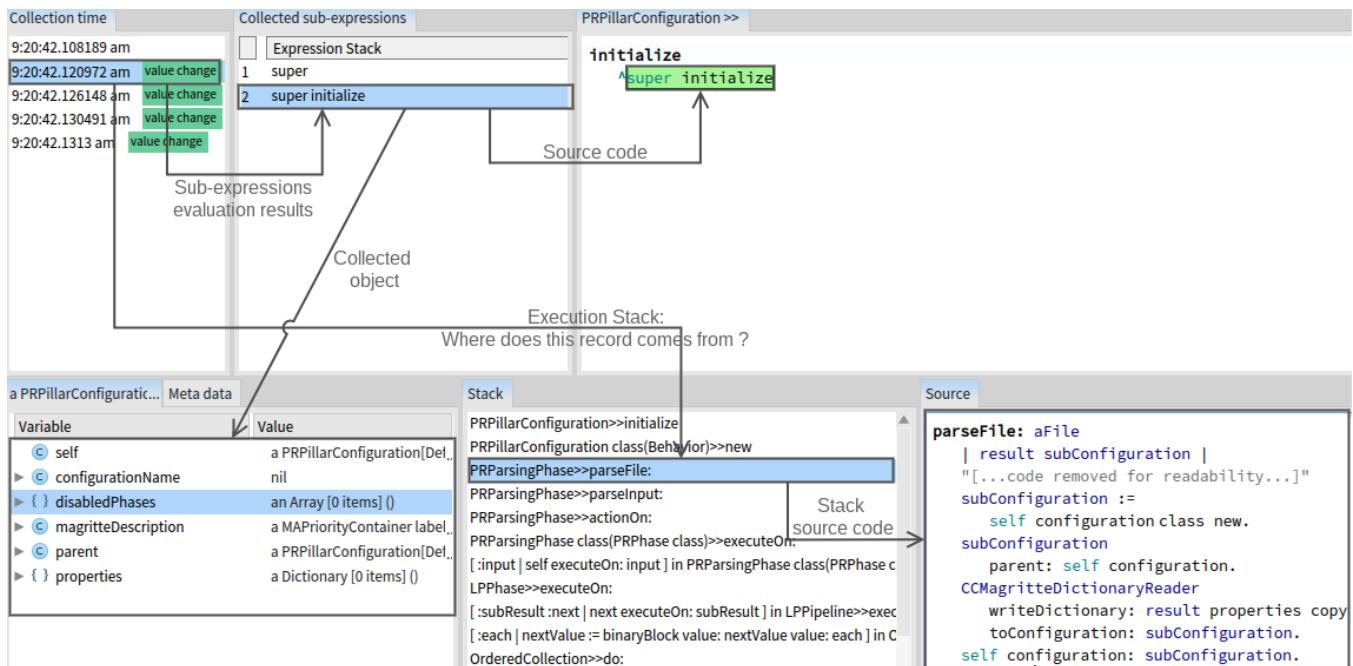 Collection time
9:20:42.108189 am
9:20:42.120972 am value change
9:20:42.126148 am value change
9:20:42.130491 am value change
9:20:42.1313 am value change
Collected sub-expressions
Expression Stack
1 super
2 super initialize
PRPillarConfiguration >>
initialize
^super initialize
Source code
Sub-expressions
evaluation results
Collected
object
Execution Stack:
Where does this record comes from ?
a PRPillarConfiguratic... Meta data
Variable Value
self a PRPillarConfiguration[Def..
configurationName nil
{ } disabledPhases an Array [0 items] ()
magritteDescription a MAPriorityContainer label..
parent a PRPillarConfiguration[Def..
{ } properties a Dictionary [0 items] ()
Stack
PRPillarConfiguration>>initialize
PRPillarConfiguration class(Behavior)>>new
PRParsingPhase>>parseFile:
PRParsingPhase>>parseInput:
PRParsingPhase>>actionOn:
PRParsingPhase class(PRPhase class)>>executeOn:
[ :input | self executeOn: input ] in PRParsingPhase class(PRPhase c
LPPhase>>executeOn:
[ :subResult :next | next executeOn: subResult ] in LPPipeline>>exec
[ :each | nextValue := binaryBlock value: nextValue value: each ] in O
OrderedCollection>>do:
Stack
source code
Source
parseFile: aFile
| result subConfiguration |
"[...code removed for readability...]"
subConfiguration :=
self configuration class new.
subConfiguration
parent: self configuration.
CCMagritteDictionaryReader
writeDictionary: result properties copy
toConfiguration: subConfiguration.
self configuration: subConfiguration.